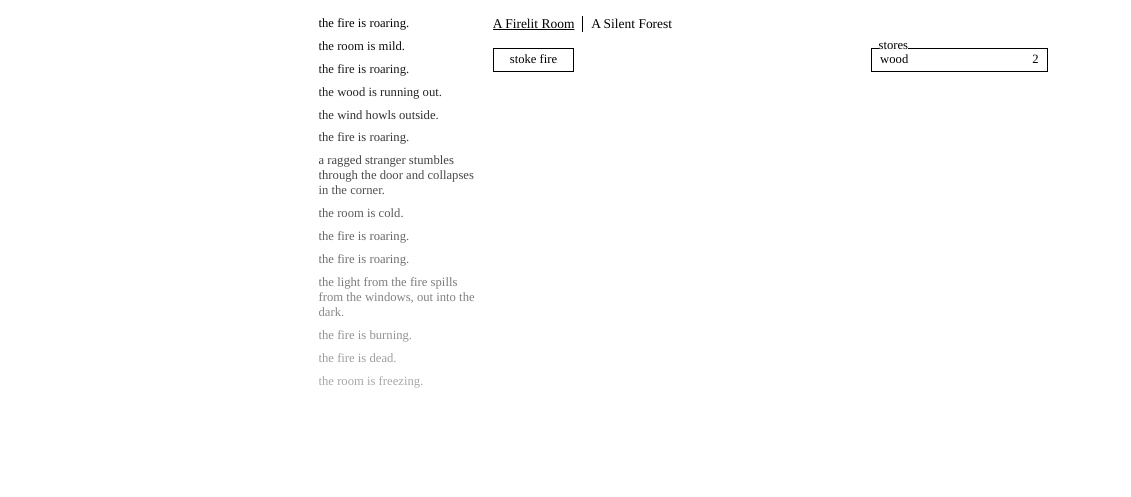 the fire is roaring.
the room is mild.
the fire is roaring.
the wood is running out.
the wind howls outside.
the fire is roaring.
a ragged stranger stumbles
through the door and collapses
in the corner.
the room is cold.
the fire is roaring.
the fire is roaring.
the light from the fire spills
from the windows, out into the
dark.
the fire is burning.
the fire is dead.
the room is freezing.
A Firelit Room | A Silent Forest
stoke fire
stores
wood 2